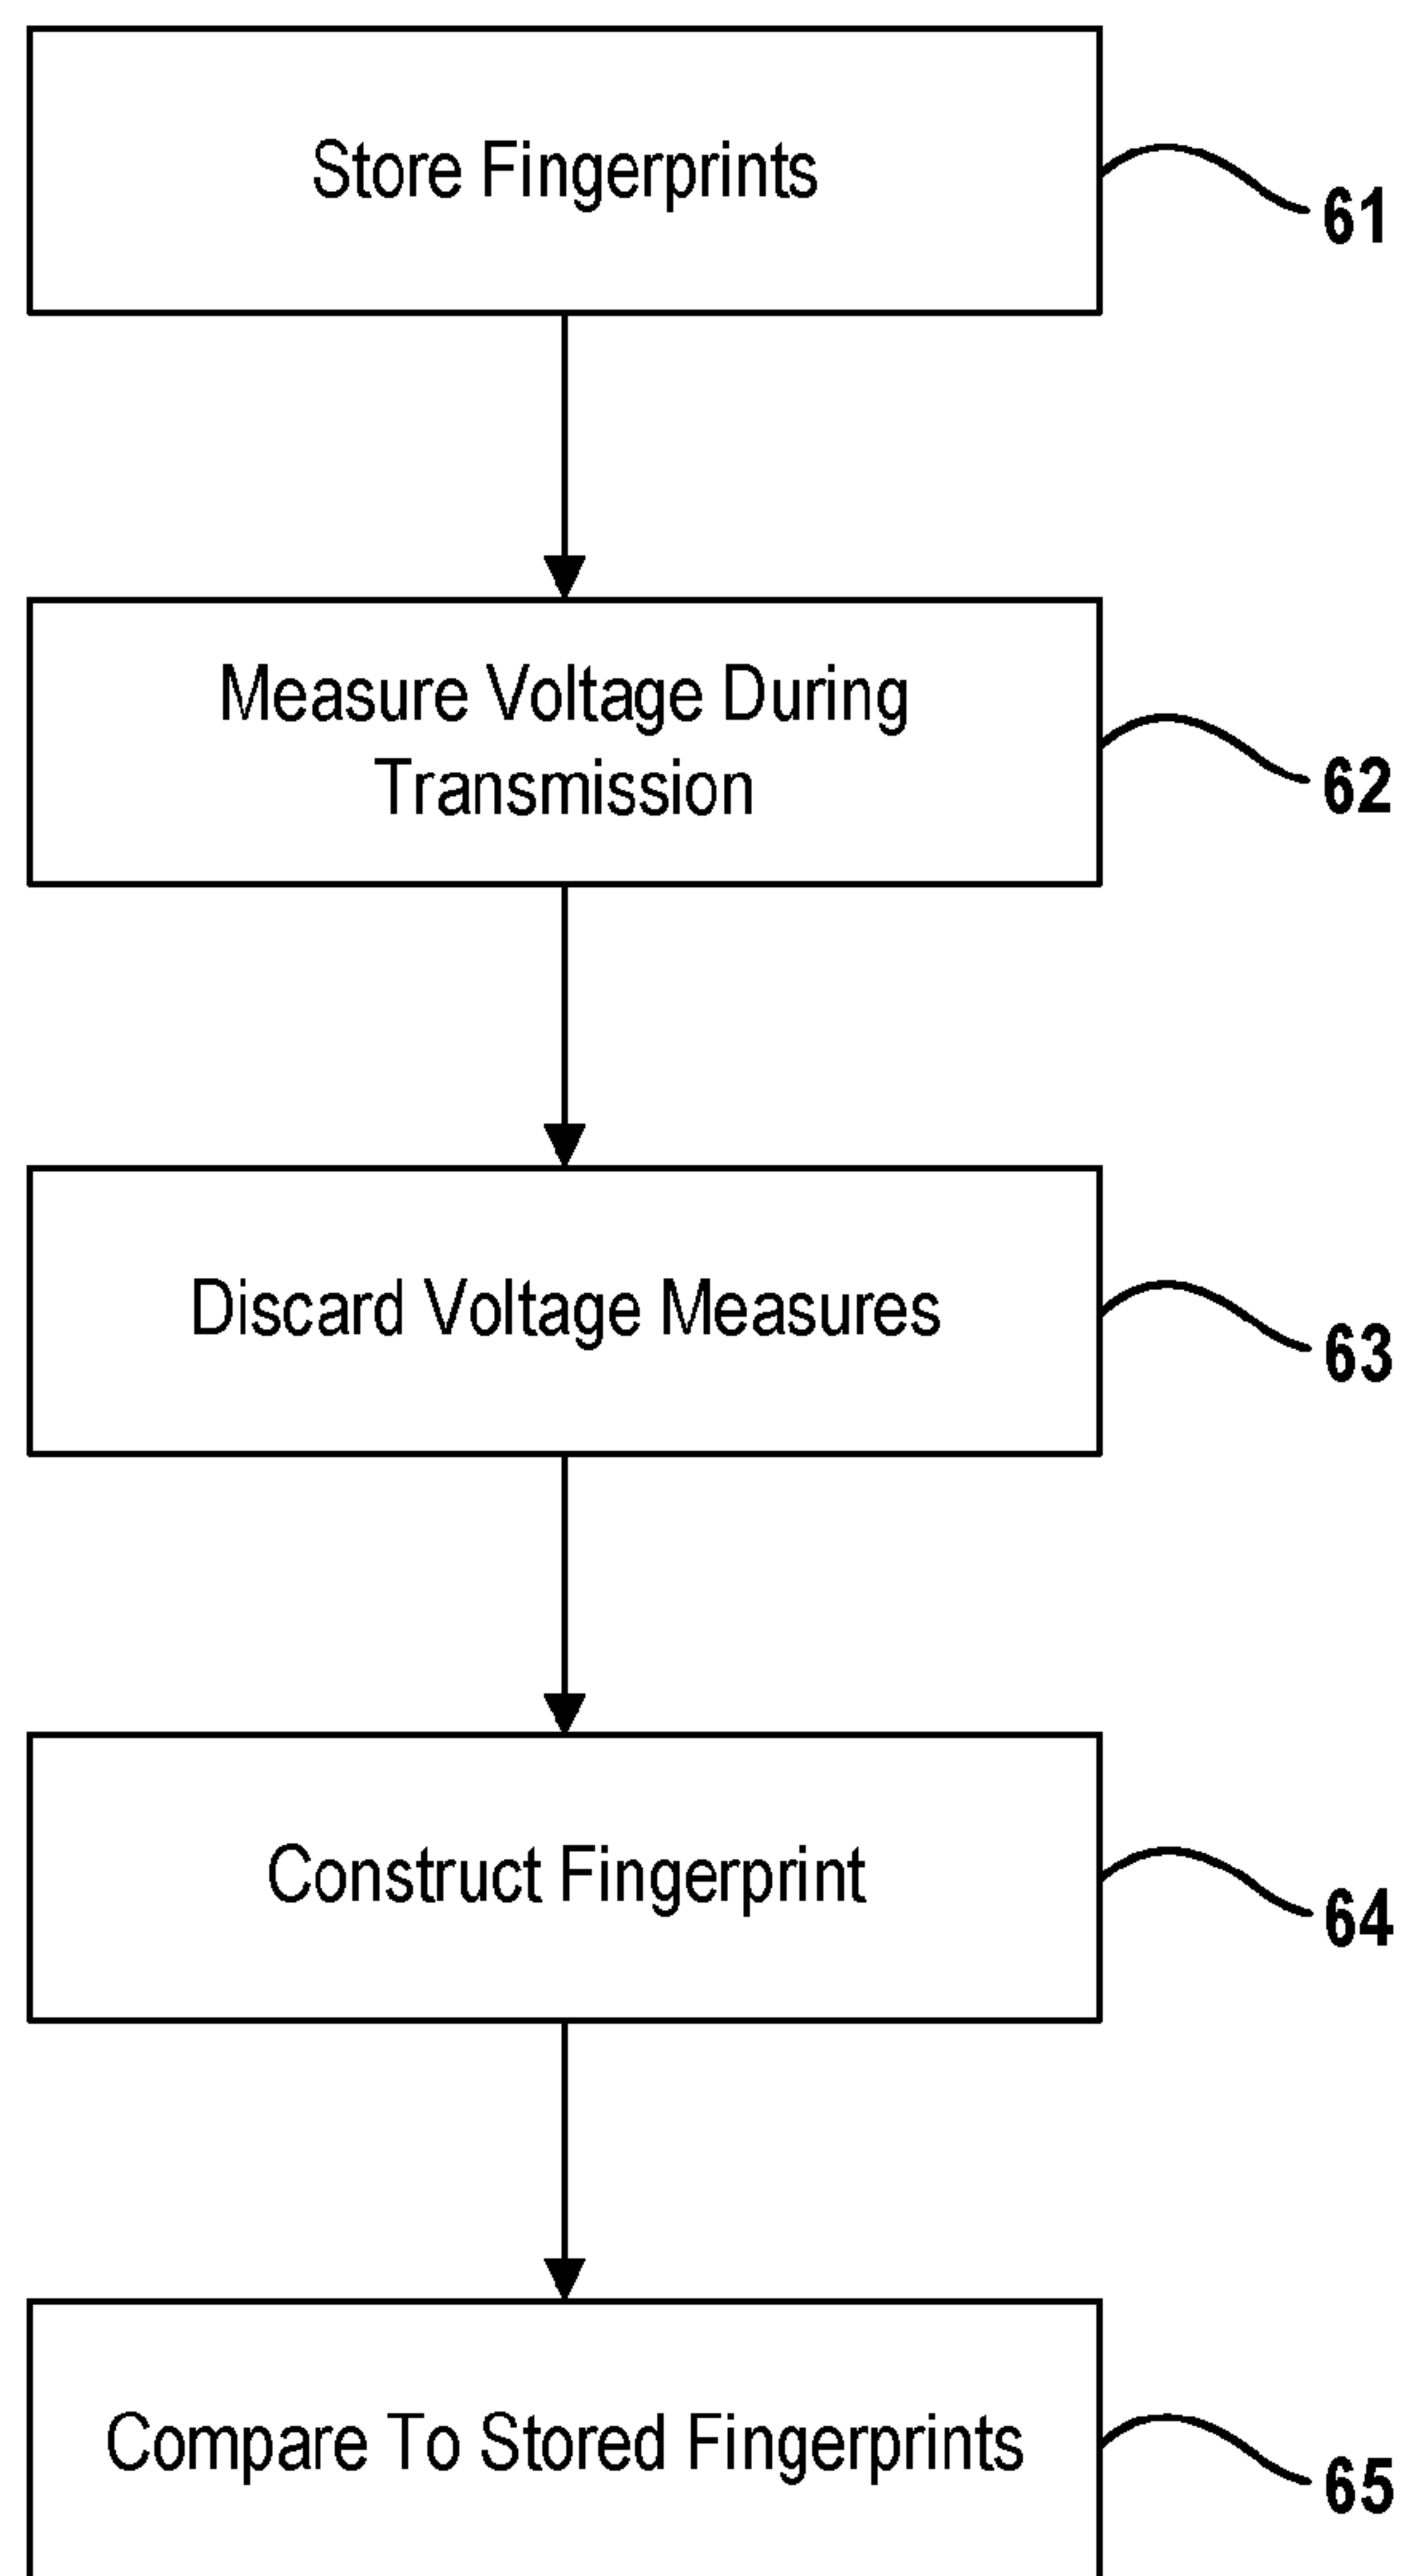 Store Fingerprints
61
Measure Voltage During
Transmission
62
Discard Voltage Measures
63
Construct Fingerprint
64
Compare To Stored Fingerprints
65